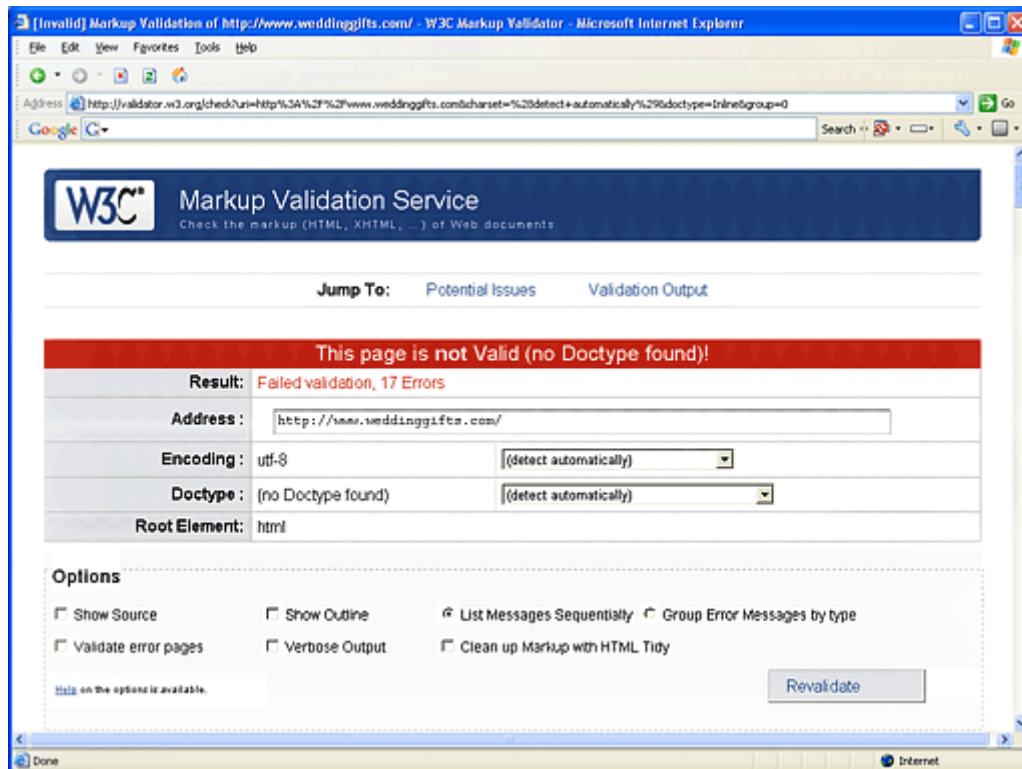 [Invalid] Markup Validation of http://www.weddinggifts.com/ - W3C Markup Validator - Microsoft Internet Explorer
File Edit View Favorites Tools Help
Address http://validator.w3.org/check?uri=http%3A%2F%2Fwww.weddinggifts.com&charset=%28detect+automatically%29&doctype=Inline&group=0 Go
Google G Search
W3C® Markup Validation Service
Check the markup (HTML, XHTML, ...) of Web documents
Jump To: Potential Issues Validation Output
This page is not Valid (no Doctype found)!
Result: Failed validation, 17 Errors
Address : http://www.weddinggifts.com/
Encoding : utf-8 (detect automatically)
Doctype : (no Doctype found) (detect automatically)
Root Element: html
Options
Show Source Show Outline List Messages Sequentially Group Error Messages by type
Validate error pages Verbose Output Clean up Markup with HTML Tidy
Help on the options is available.
Revalidate
Done Internet